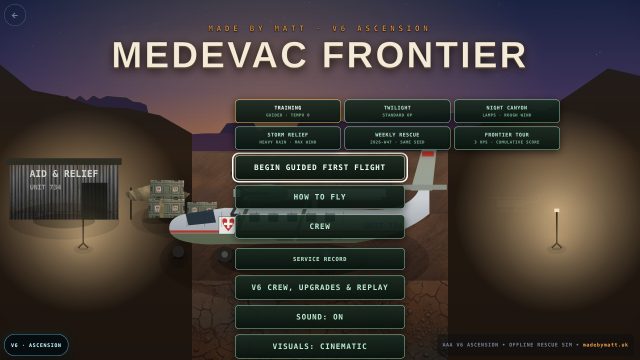 MADE BY MATT · V6 ASCENSION
MEDEVAC FRONTIER
TRAINING
GUIDED · TEMPO 0
TWILIGHT
STANDARD OP
NIGHT CANYON
LAMPS · ROUGH WIND
STORM RELIEF
HEAVY RAIN · MAX WIND
WEEKLY RESCUE
2026-W47 · SAME SEED
FRONTIER TOUR
3 OPS · CUMULATIVE SCORE
AID & RELIEF
UNIT 734
BEGIN GUIDED FIRST FLIGHT
HOW TO FLY
CREW
SERVICE RECORD
V6 CREW, UPGRADES & REPLAY
SOUND: ON
VISUALS: CINEMATIC
V6 · ASCENSION
AAA V6 ASCENSION • OFFLINE RESCUE SIM • madebymatt.uk